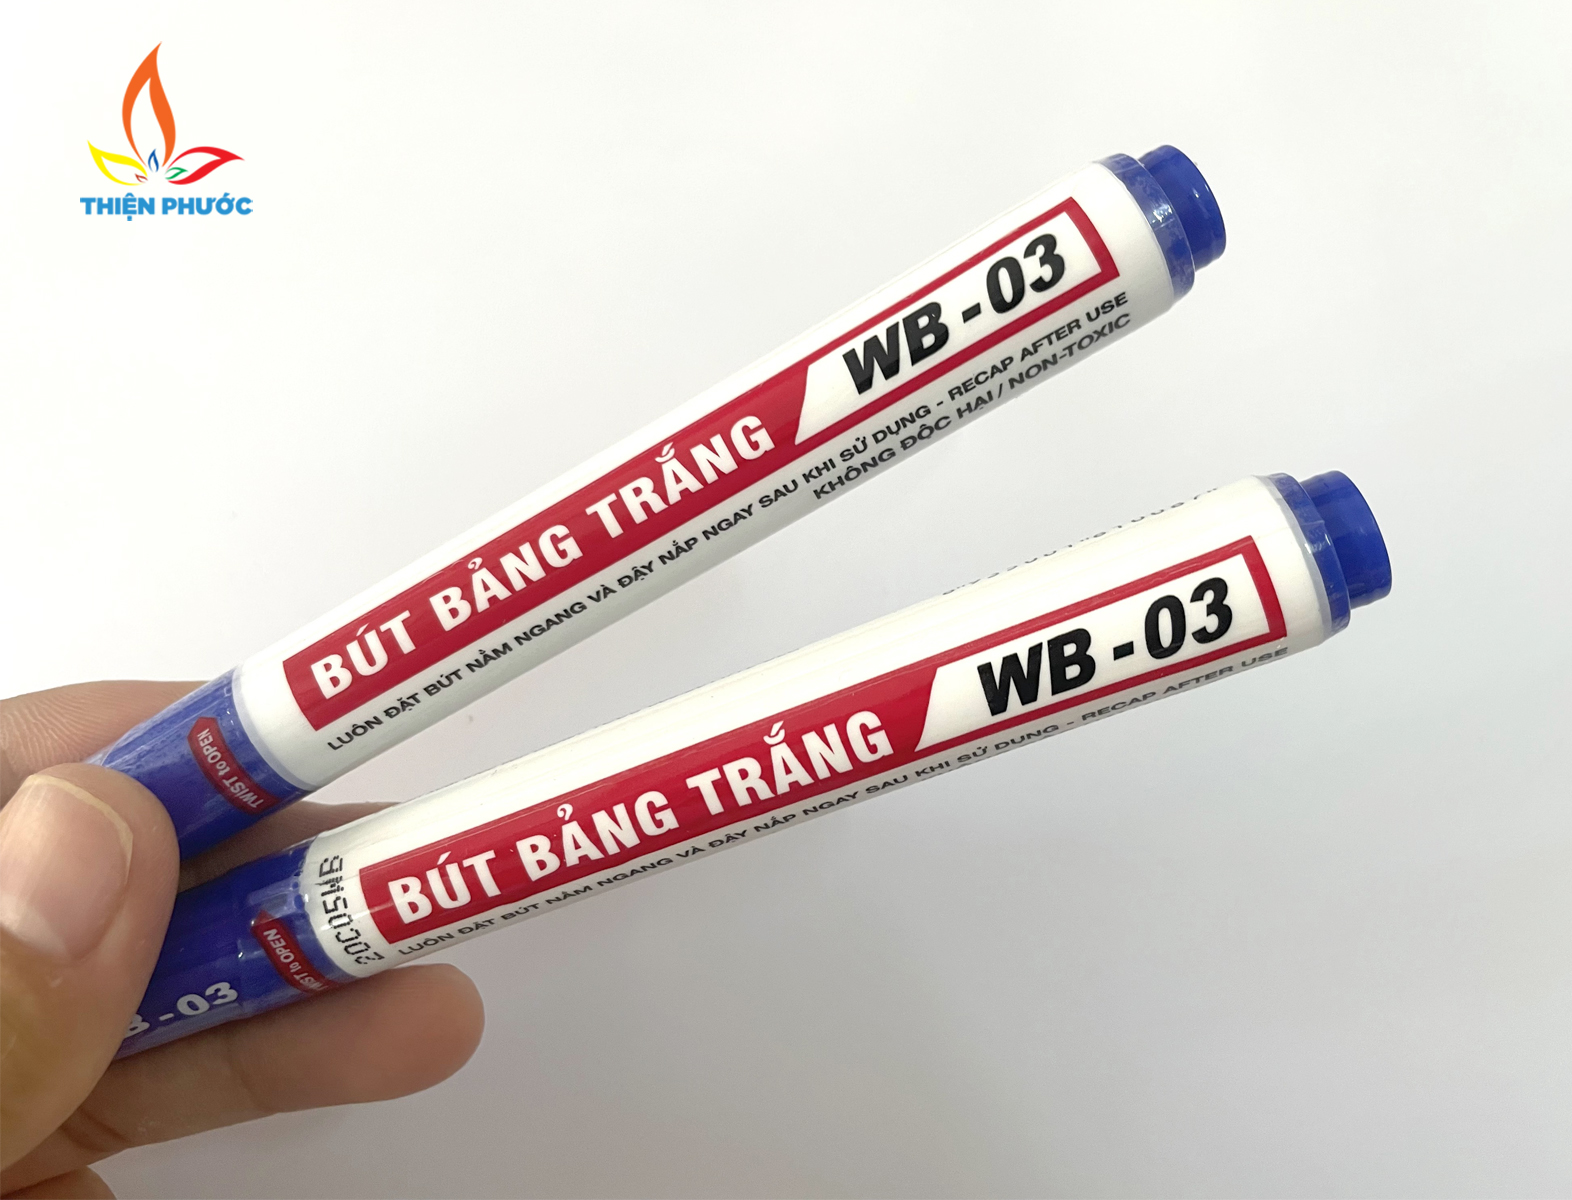 THIỆN PHƯỚC
BÚT BẢNG TRẮNG WB - 03
LUÔN ĐẶT BÚT NẰM NGANG VÀ ĐẬY NẮP NGAY SAU KHI SỬ DỤNG - RECAP AFTER USE
KHÔNG ĐỘC HẠI / NON-TOXIC
TWIST to OPEN
BÚT BẢNG TRẮNG WB - 03
LUÔN ĐẶT BÚT NẰM NGANG VÀ ĐẬY NẮP NGAY SAU KHI SỬ DỤNG - RECAP AFTER USE
TWIST to OPEN
B - 03